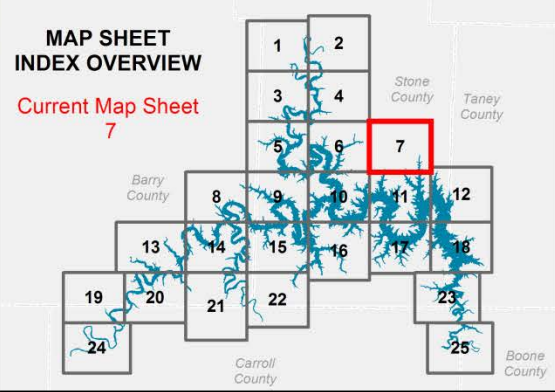 MAP SHEET
INDEX OVERVIEW
Current Map Sheet
7
1
2
3
4
Stone
County
Taney
County
5
6
7
Barry
County
8
9
10
11
12
13
14
15
16
17
18
19
20
21
22
23
24
25
Carroll
County
Boone
County